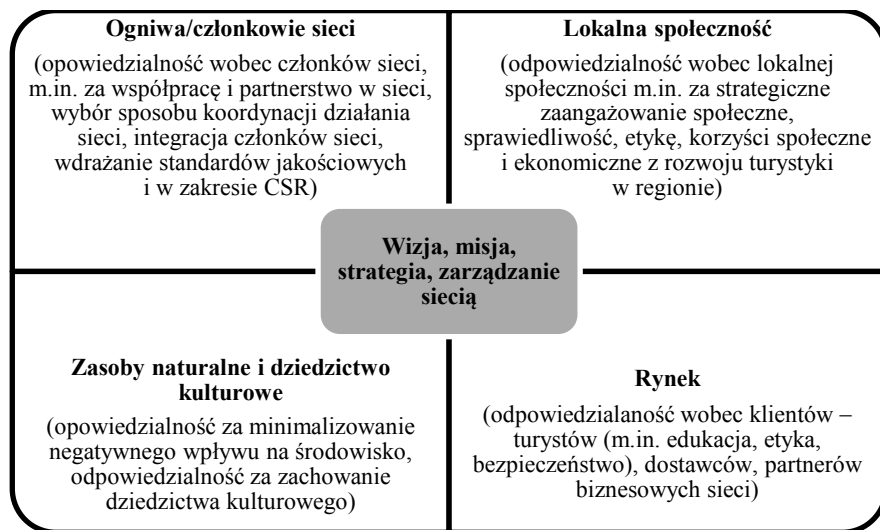 Ogniwa/członkowie sieci
(opowiedzialność wobec członków sieci,
m.in. za współpracę i partnerstwo w sieci,
wybór sposobu koordynacji działania
sieci, integracja członków sieci,
wdrażanie standardów jakościowych
i w zakresie CSR)
Lokalna społeczność
(odpowiedzialność wobec lokalnej
społeczności m.in. za strategiczne
zaangażowanie społeczne,
sprawiedliwość, etykę, korzyści społeczne
i ekonomiczne z rozwoju turystyki
w regionie)
Wizja, misja,
strategia, zarządzanie
siecią
Zasoby naturalne i dziedzictwo
kulturowe
(opowiedzialność za minimalizowanie
negatywnego wpływu na środowisko,
odpowiedzialność za zachowanie
dziedzictwa kulturowego)
Rynek
(odpowiedzialaność wobec klientów –
turystów (m.in. edukacja, etyka,
bezpieczeństwo), dostawców, partnerów
biznesowych sieci)